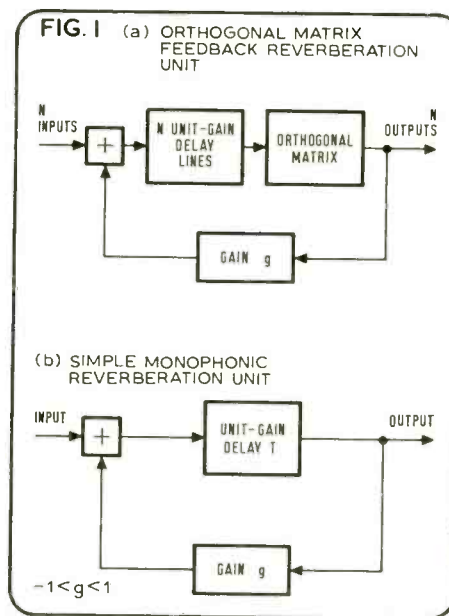 FIG. I (a) ORTHOGONAL MATRIX
FEEDBACK REVERBERATION
UNIT
N
INPUTS
+
N UNIT-GAIN
DELAY
LINES
ORTHOGONAL
MATRIX
N
OUTPUTS
GAIN g
(b) SIMPLE MONOPHONIC
REVERBERATION UNIT
INPUT
+
UNIT-GAIN
DELAY T
OUTPUT
GAIN g
-1<g<1